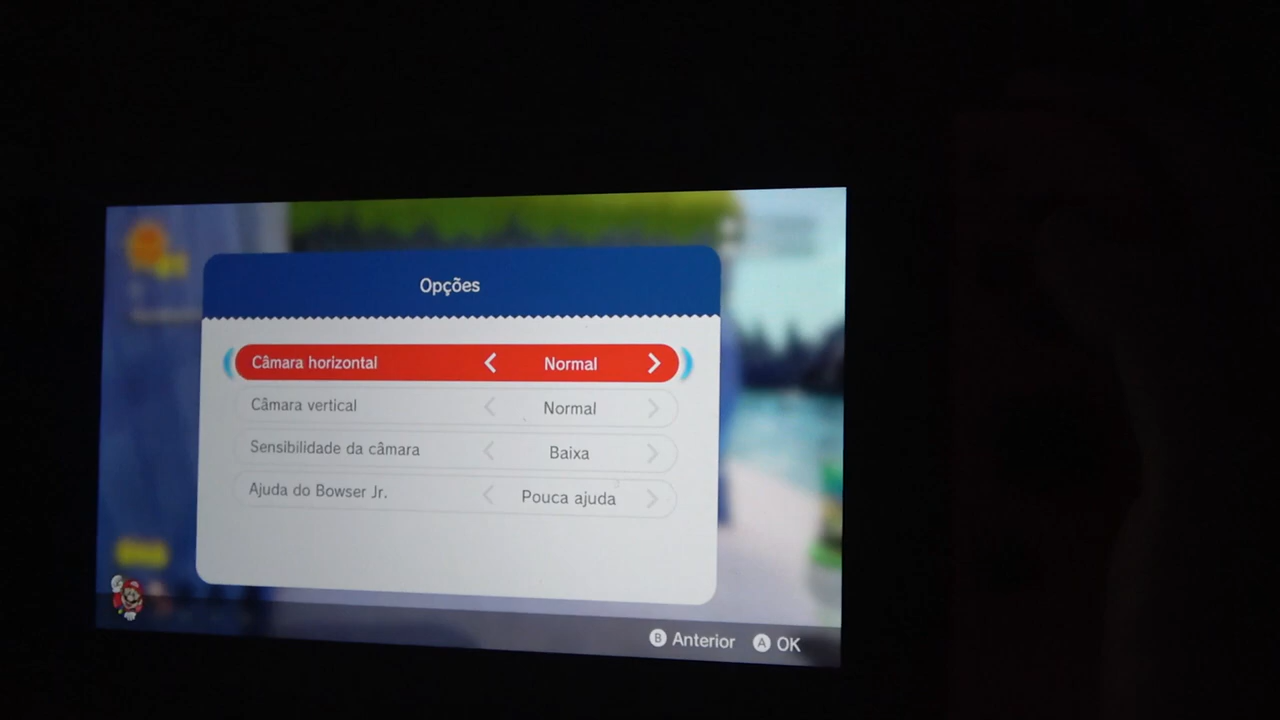 Opções
Câmara horizontal Normal
Câmara vertical Normal
Sensibilidade da câmara Baixa
Ajuda do Bowser Jr. Pouca ajuda
B Anterior A OK